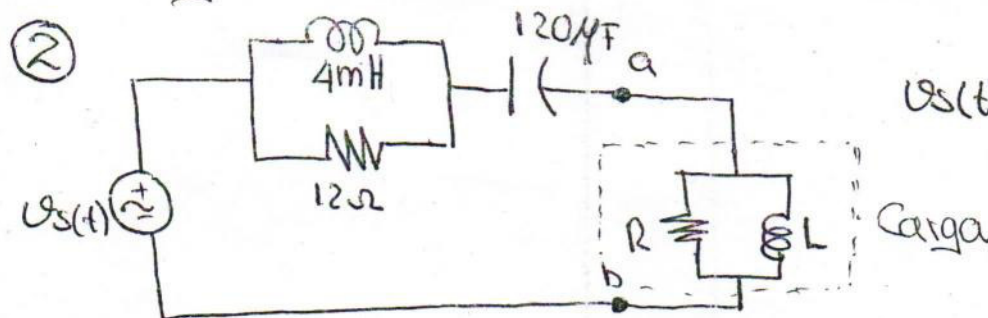 ②
4mH
12Ω
120μF
a
vs(t)
vs(t
R
L
Carga
b